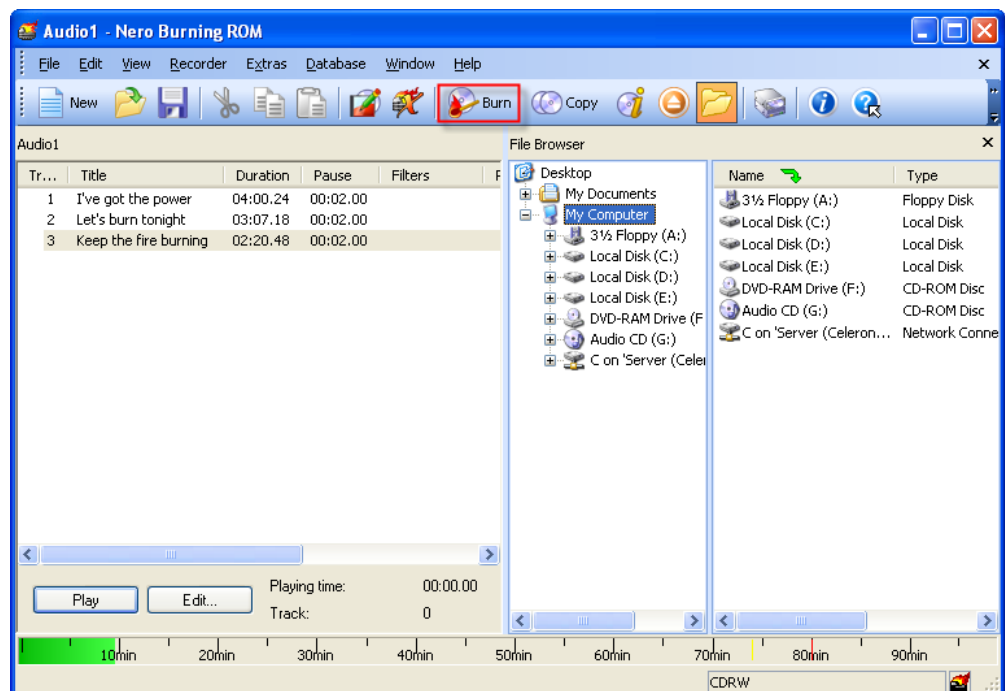 Audio1 - Nero Burning ROM
File Edit View Recorder Extras Database Window Help
New Burn Copy
Audio1
File Browser
Tr... Title Duration Pause Filters
1 I've got the power 04:00.24 00:02.00
2 Let's burn tonight 03:07.18 00:02.00
3 Keep the fire burning 02:20.48 00:02.00
Desktop
My Documents
My Computer
3½ Floppy (A:)
Local Disk (C:)
Local Disk (D:)
Local Disk (E:)
DVD-RAM Drive (F
Audio CD (G:)
C on 'Server (Celer
Name Type
3½ Floppy (A:) Floppy Disk
Local Disk (C:) Local Disk
Local Disk (D:) Local Disk
Local Disk (E:) Local Disk
DVD-RAM Drive (F:) CD-ROM Disc
Audio CD (G:) CD-ROM Disc
C on 'Server (Celeron... Network Conne
Play Edit...
Playing time: 00:00.00
Track: 0
10min 20min 30min 40min 50min 60min 70min 80min 90min
CDRW